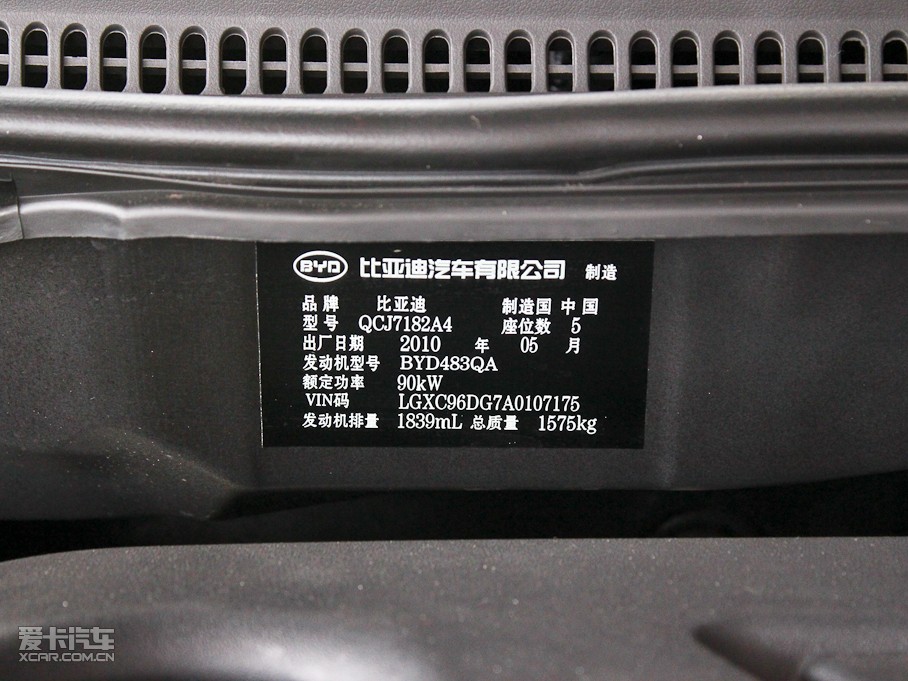 BYD 比亚迪汽车有限公司 制造
品牌 比亚迪 制造国 中国
型号 QCJ7182A4 座位数 5
出厂日期 2010 年 05 月
发动机型号 BYD483QA
额定功率 90kW
VIN码 LGXC96DG7A0107175
发动机排量 1839mL 总质量 1575kg
爱卡汽车
XCAR.COM.CN